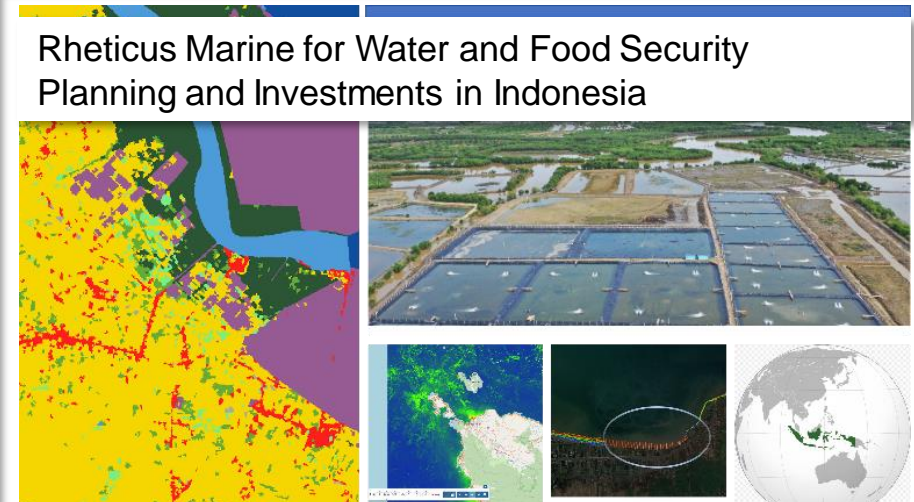 Rheticus Marine for Water and Food Security
Planning and Investments in Indonesia